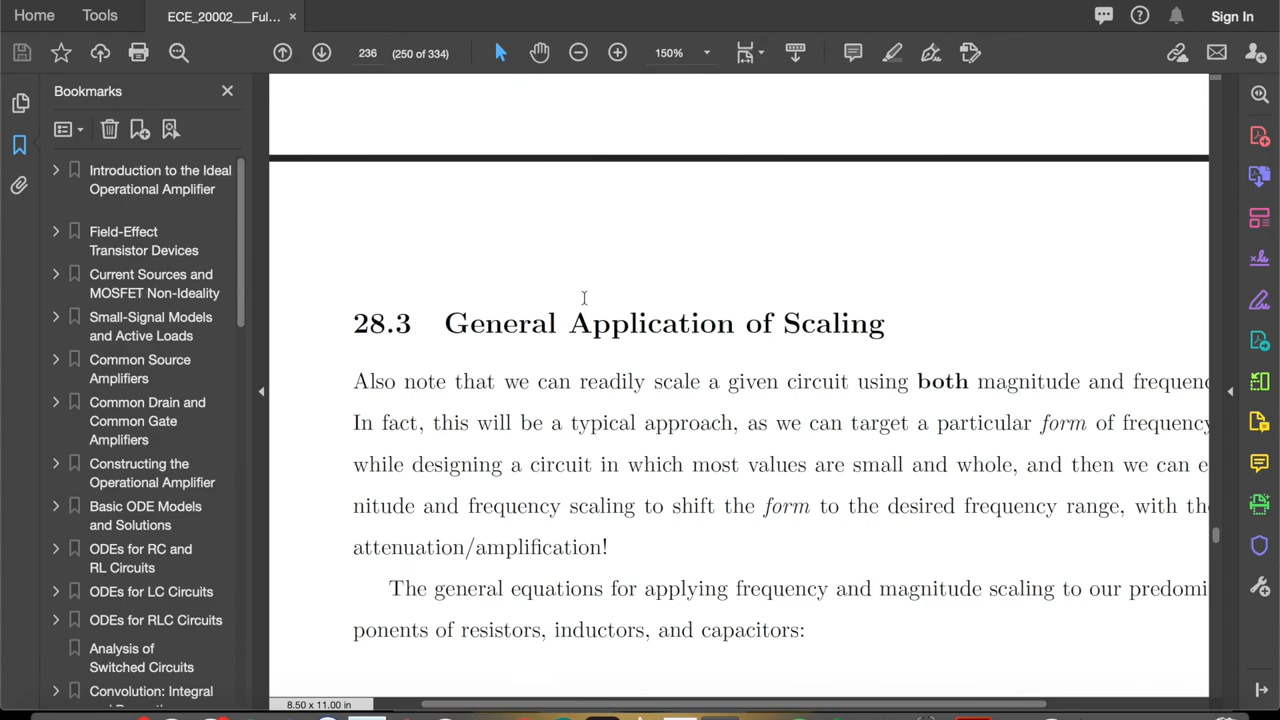 Home
Tools
ECE_20002___Ful...
Sign In
236
(250 of 334)
150%
Bookmarks
Introduction to the Ideal
Operational Amplifier
Field-Effect
Transistor Devices
Current Sources and
MOSFET Non-Ideality
Small-Signal Models
and Active Loads
Common Source
Amplifiers
Common Drain and
Common Gate
Amplifiers
Constructing the
Operational Amplifier
Basic ODE Models
and Solutions
ODEs for RC and
RL Circuits
ODEs for LC Circuits
ODEs for RLC Circuits
Analysis of
Switched Circuits
Convolution: Integral
28.3 General Application of Scaling
Also note that we can readily scale a given circuit using both magnitude and frequenc
In fact, this will be a typical approach, as we can target a particular form of frequency
while designing a circuit in which most values are small and whole, and then we can e
nitude and frequency scaling to shift the form to the desired frequency range, with the
attenuation/amplification!
The general equations for applying frequency and magnitude scaling to our predomi
ponents of resistors, inductors, and capacitors:
8.50 x 11.00 in